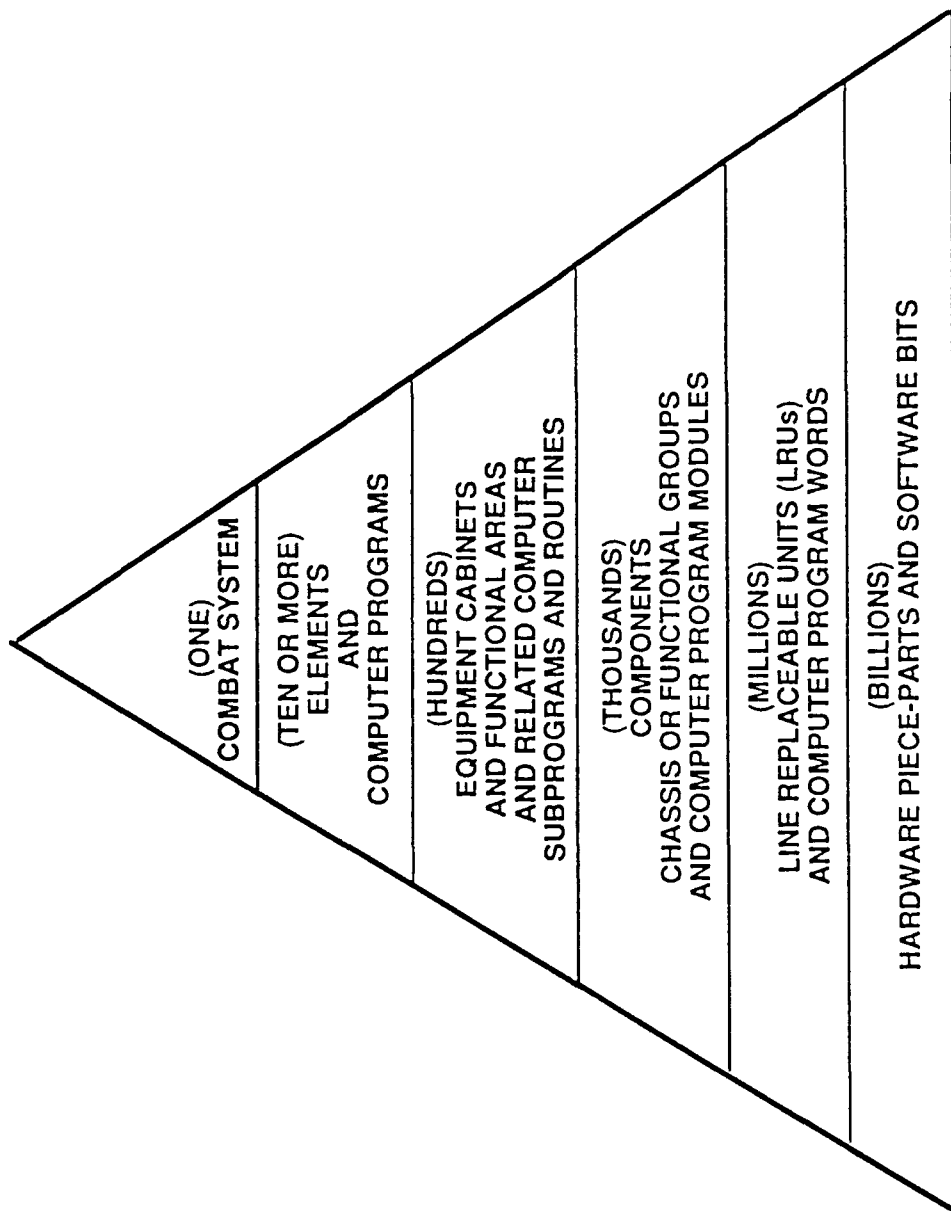 (ONE)
COMBAT SYSTEM
(TEN OR MORE)
ELEMENTS
AND
COMPUTER PROGRAMS
(HUNDREDS)
EQUIPMENT CABINETS
AND FUNCTIONAL AREAS
AND RELATED COMPUTER
SUBPROGRAMS AND ROUTINES
(THOUSANDS)
COMPONENTS
CHASSIS OR FUNCTIONAL GROUPS
AND COMPUTER PROGRAM MODULES
(MILLIONS)
LINE REPLACEABLE UNITS (LRUs)
AND COMPUTER PROGRAM WORDS
(BILLIONS)
HARDWARE PIECE-PARTS AND SOFTWARE BITS